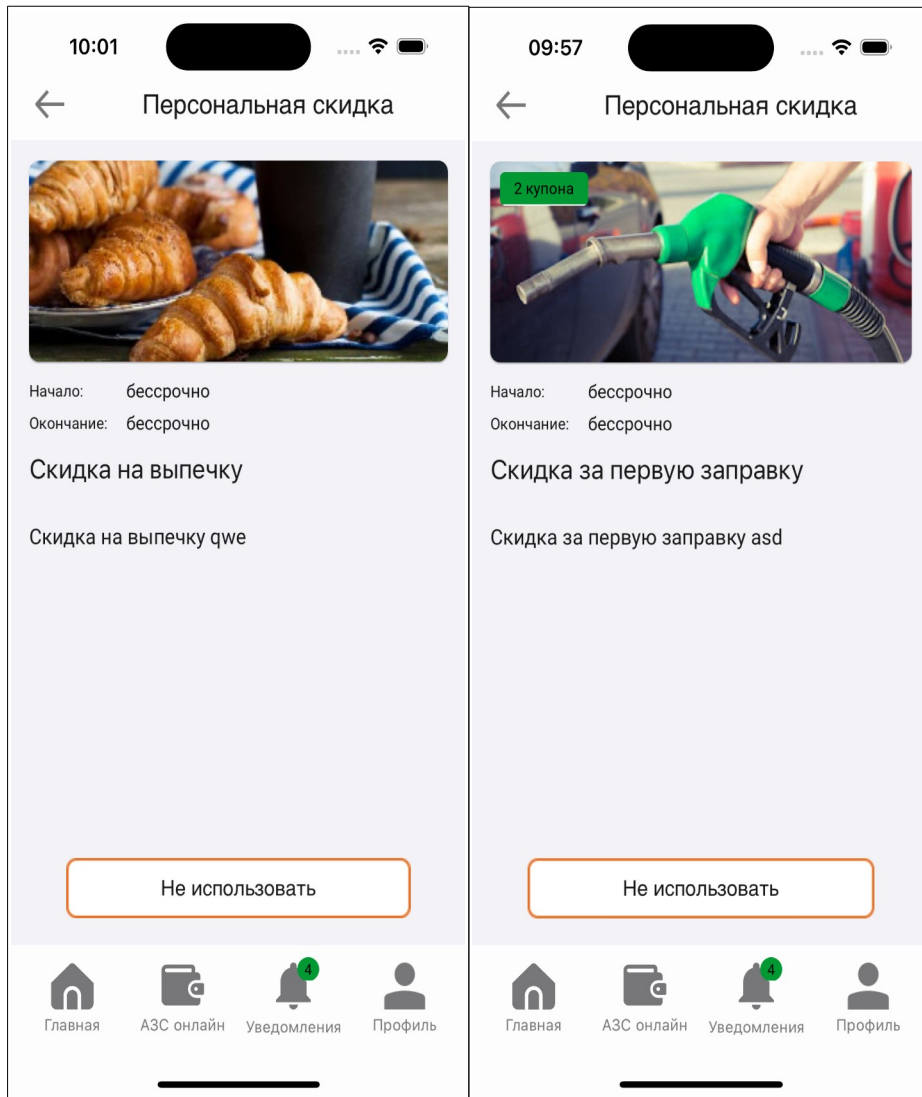 10:01
Персональная скидка
Начало: бессрочно
Окончание: бессрочно
Скидка на выпечку
Скидка на выпечку qwe
Не использовать
4
Главная АЗС онлайн Уведомления Профиль
09:57
Персональная скидка
2 купона
Начало: бессрочно
Окончание: бессрочно
Скидка за первую заправку
Скидка за первую заправку asd
Не использовать
4
Главная АЗС онлайн Уведомления Профиль